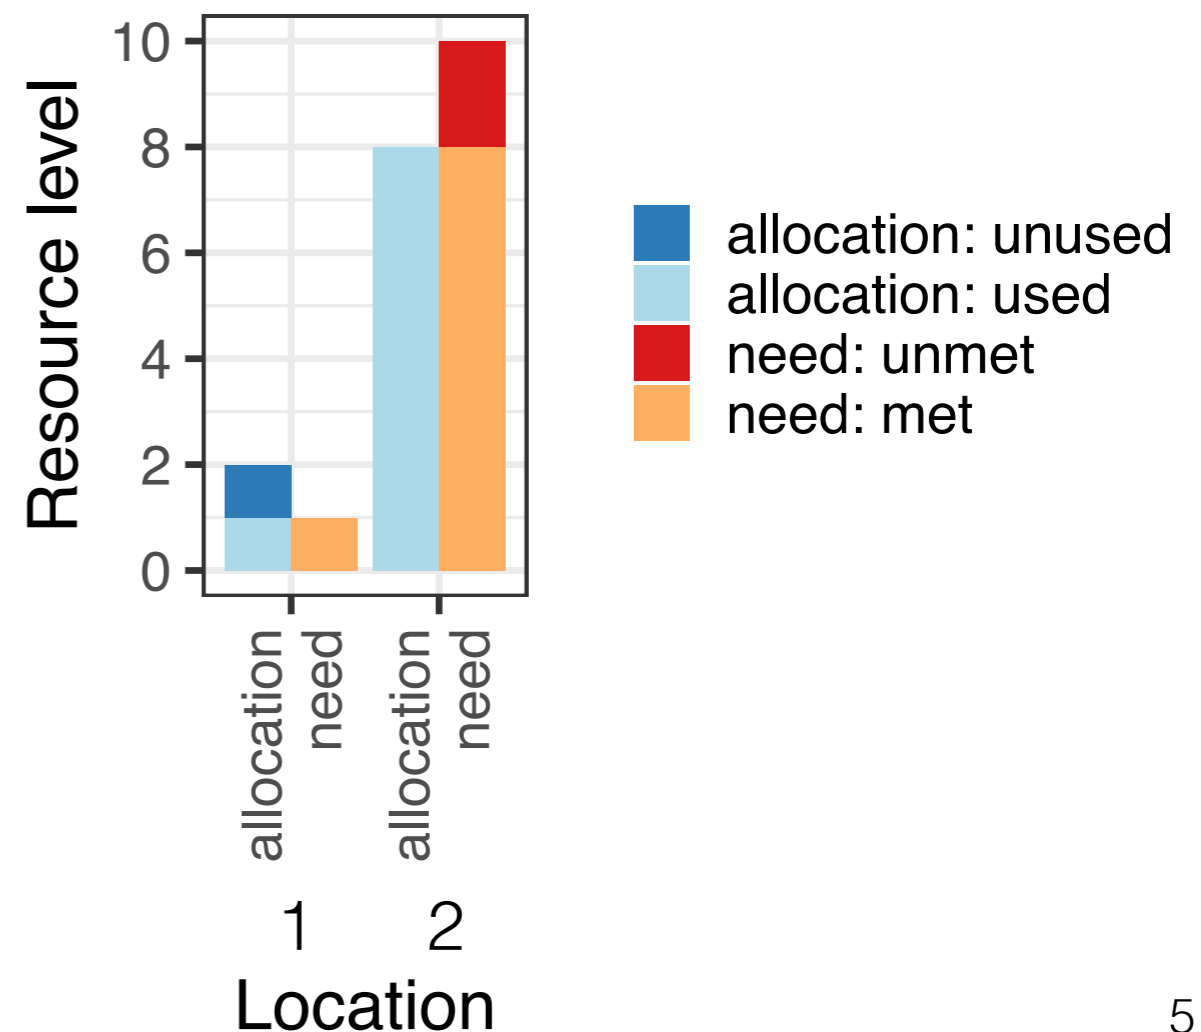 Resource level
10
8
6
4
2
0
allocation
need
allocation
need
1 2
Location
allocation: unused
allocation: used
need: unmet
need: met
5